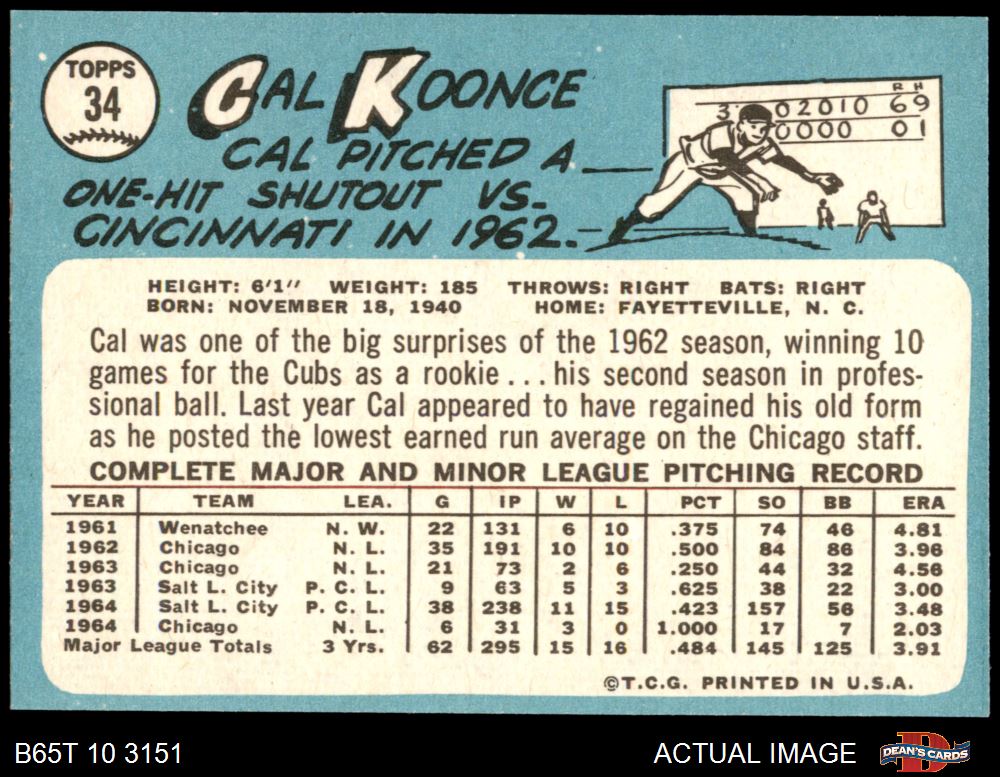 TOPPS
34
CAL KOONCE
CAL PITCHED A
ONE-HIT SHUTOUT VS.
CINCINNATI IN 1962.
R H
3 02010 6 9
0000 0 1
HEIGHT: 6'1" WEIGHT: 185 THROWS: RIGHT BATS: RIGHT
BORN: NOVEMBER 18, 1940 HOME: FAYETTEVILLE, N. C.
Cal was one of the big surprises of the 1962 season, winning 10
games for the Cubs as a rookie . . . his second season in profes-
sional ball. Last year Cal appeared to have regained his old form
as he posted the lowest earned run average on the Chicago staff.
COMPLETE MAJOR AND MINOR LEAGUE PITCHING RECORD
YEAR TEAM LEA. G IP W L PCT SO BB ERA
1961 Wenatchee N. W. 22 131 6 10 .375 74 46 4.81
1962 Chicago N. L. 35 191 10 10 .500 84 86 3.96
1963 Chicago N. L. 21 73 2 6 .250 44 32 4.56
1963 Salt L. City P. C. L. 9 63 5 3 .625 38 22 3.00
1964 Salt L. City P. C. L. 38 238 11 15 .423 157 56 3.48
1964 Chicago N. L. 6 31 3 0 1.000 17 7 2.03
Major League Totals 3 Yrs. 62 295 15 16 .484 145 125 3.91
©T.C.G. PRINTED IN U.S.A.
B65T 10 3151
ACTUAL IMAGE
DEAN'S CARDS